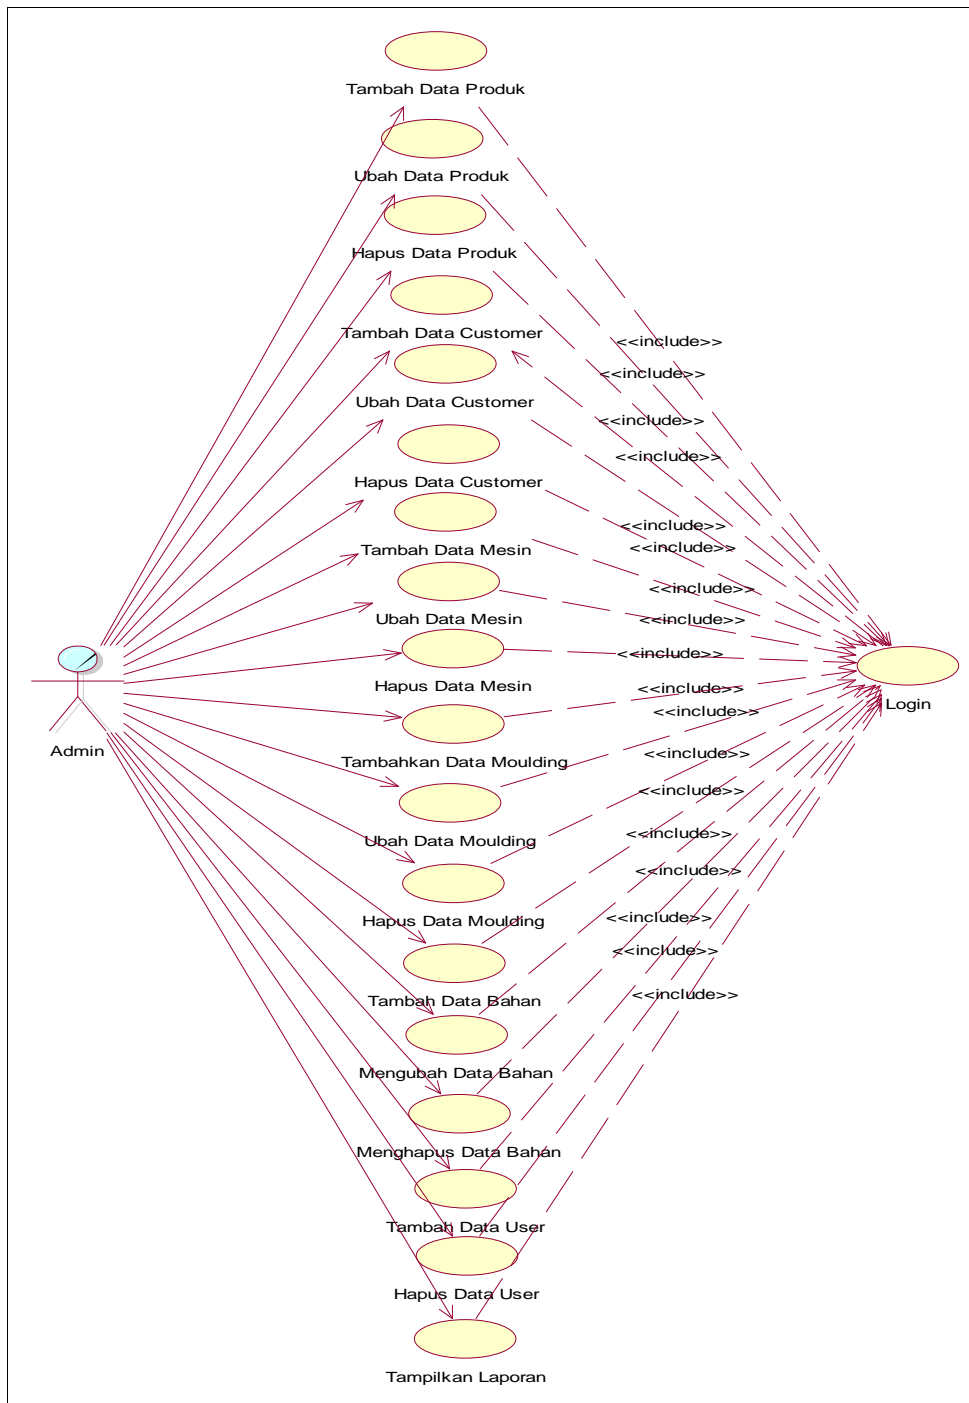 Tambah Data Produk
Ubah Data Produk
Hapus Data Produk
Tambah Data Customer
<<include>>
<<include>>
Ubah Data Customer
<<include>>
<<include>>
Hapus Data Customer
<<include>>
Tambah Data Mesin
<<include>>
<<include>>
Ubah Data Mesin
<<include>>
<<include>>
Hapus Data Mesin
<<include>>
Login
<<include>>
Admin
Tambahkan Data Moulding
<<include>>
Ubah Data Moulding
<<include>>
<<include>>
Hapus Data Moulding
<<include>>
<<include>>
Tambah Data Bahan
<<include>>
Mengubah Data Bahan
Menghapus Data Bahan
Tambah Data User
Hapus Data User
Tampilkan Laporan